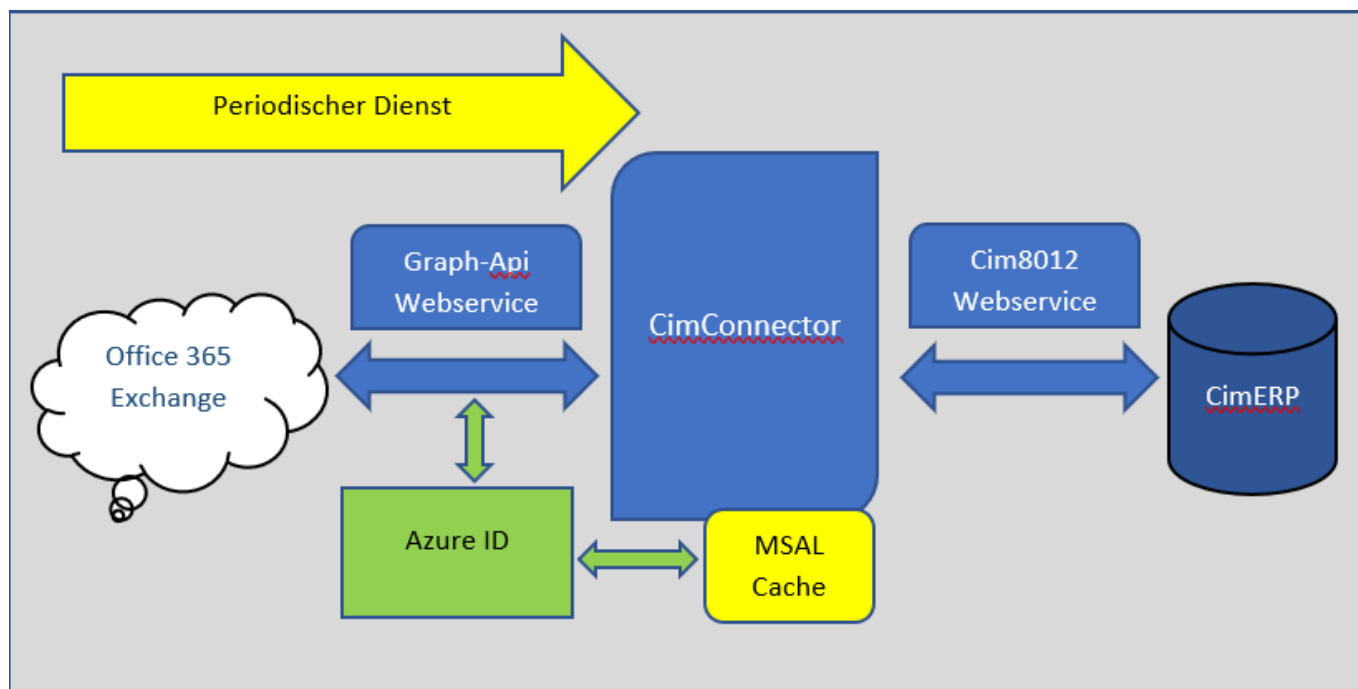 Periodischer Dienst
Graph-Api
Webservice
Cim8012
Webservice
CimConnector
Office 365
Exchange
CimERP
Azure ID
MSAL
Cache